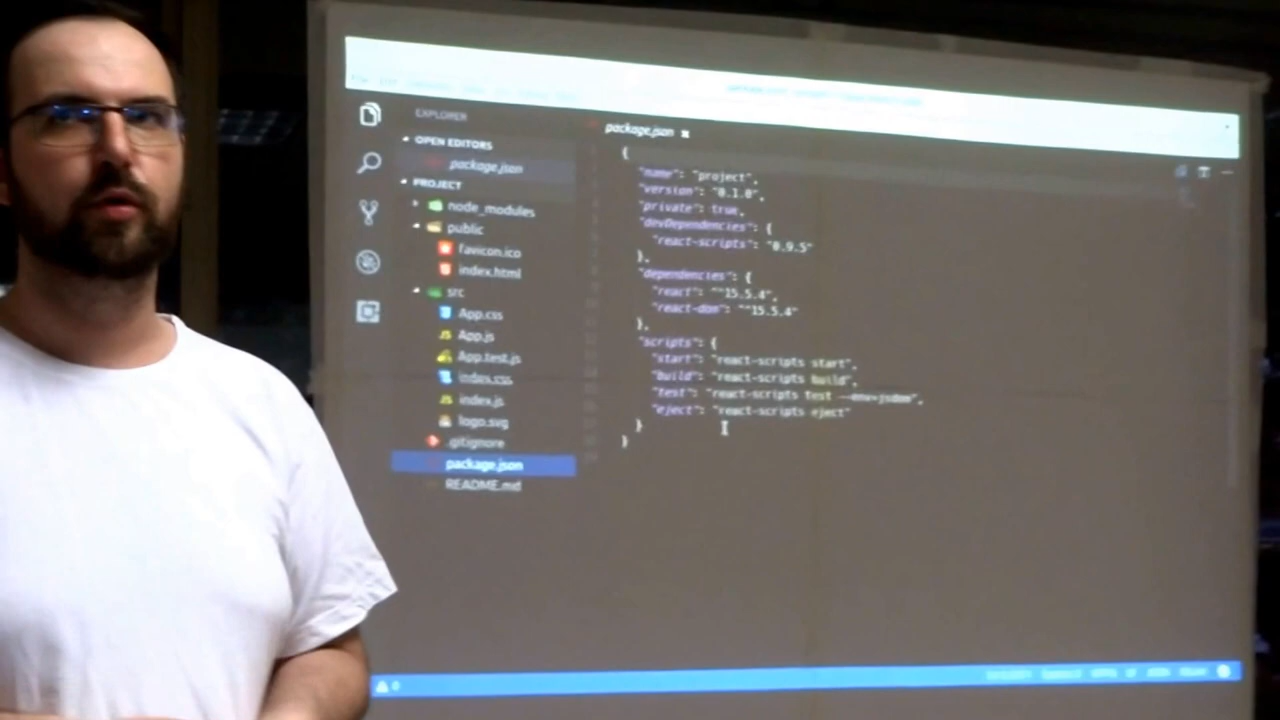 EXPLORER
OPEN EDITORS
package.json
PROJECT
node_modules
public
favicon.ico
index.html
src
App.css
App.js
App.test.js
index.css
index.js
logo.svg
.gitignore
package.json
README.md
package.json x
{
"name": "project",
"version": "0.1.0",
"private": true,
"devDependencies": {
"react-scripts": "0.9.5"
},
"dependencies": {
"react": "^15.5.4",
"react-dom": "^15.5.4"
},
"scripts": {
"start": "react-scripts start",
"build": "react-scripts build",
"test": "react-scripts test --env=jsdom",
"eject": "react-scripts eject"
}
}